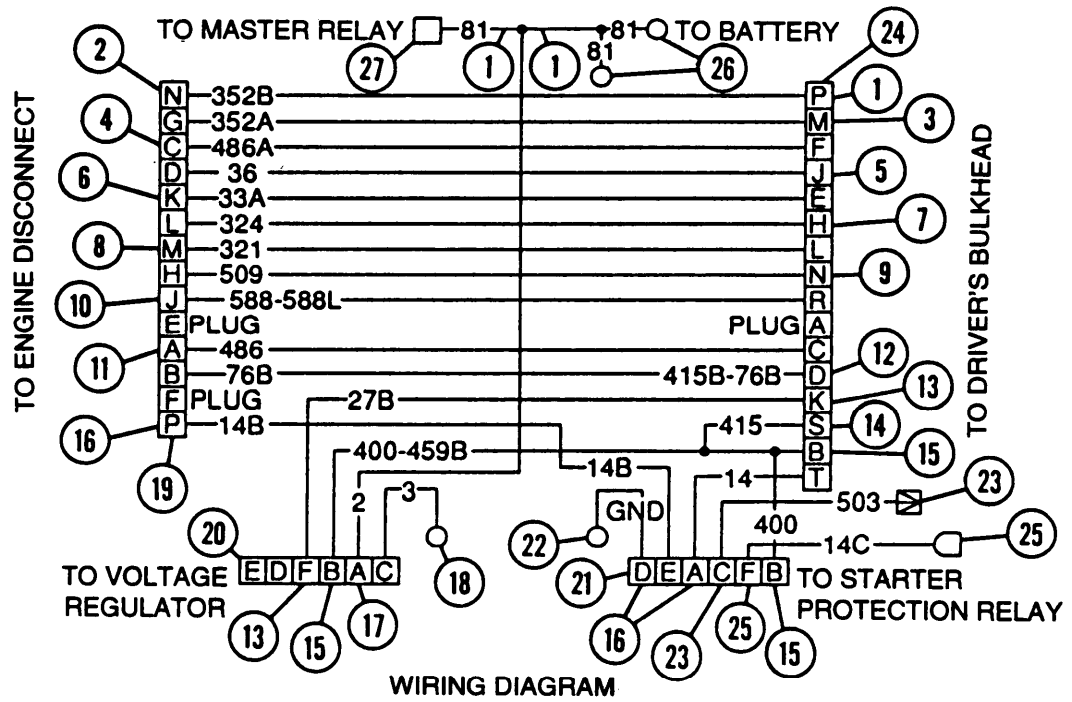 TO MASTER RELAY 81 81 TO BATTERY
81
27 1 1 26 24
2 N 352B P 1
G 352A M 3
4 C 486A F
D 36 J 5
6 K 33A E
L 324 H 7
8 M 321 L
H 509 N 9
10 J 588-588L R
E PLUG PLUG A
11 A 486 C
B 76B 415B-76B D 12
F PLUG 27B K 13
16 P 14B 415 S 14
19 400-459B B 15
14B 14 T
TO ENGINE DISCONNECT
TO DRIVER'S BULKHEAD
2 3 GND 503 23
400
20 18 22 14C 25
TO VOLTAGE
REGULATOR
E D F B A C
13 15 17
21 D E A C F B
16 23 25 15
TO STARTER
PROTECTION RELAY
WIRING DIAGRAM